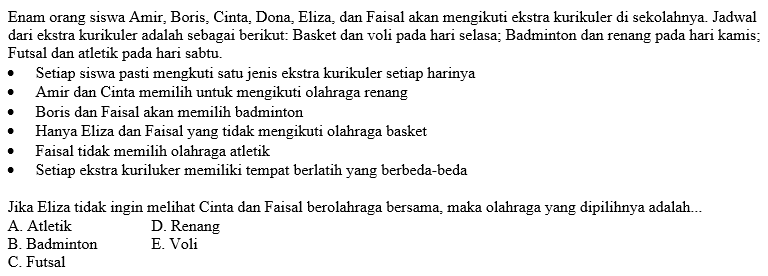 Enam orang siswa Amir, Boris, Cinta, Dona, Eliza, dan Faisal akan mengikuti ekstra kurikuler di sekolahnya. Jadwal
dari ekstra kurikuler adalah sebagai berikut: Basket dan voli pada hari selasa; Badminton dan renang pada hari kamis;
Futsal dan atletik pada hari sabtu.
• Setiap siswa pasti mengkuti satu jenis ekstra kurikuler setiap harinya
• Amir dan Cinta memilih untuk mengikuti olahraga renang
• Boris dan Faisal akan memilih badminton
• Hanya Eliza dan Faisal yang tidak mengikuti olahraga basket
• Faisal tidak memilih olahraga atletik
• Setiap ekstra kuriluker memiliki tempat berlatih yang berbeda-beda
Jika Eliza tidak ingin melihat Cinta dan Faisal berolahraga bersama, maka olahraga yang dipilihnya adalah...
A. Atletik D. Renang
B. Badminton E. Voli
C. Futsal